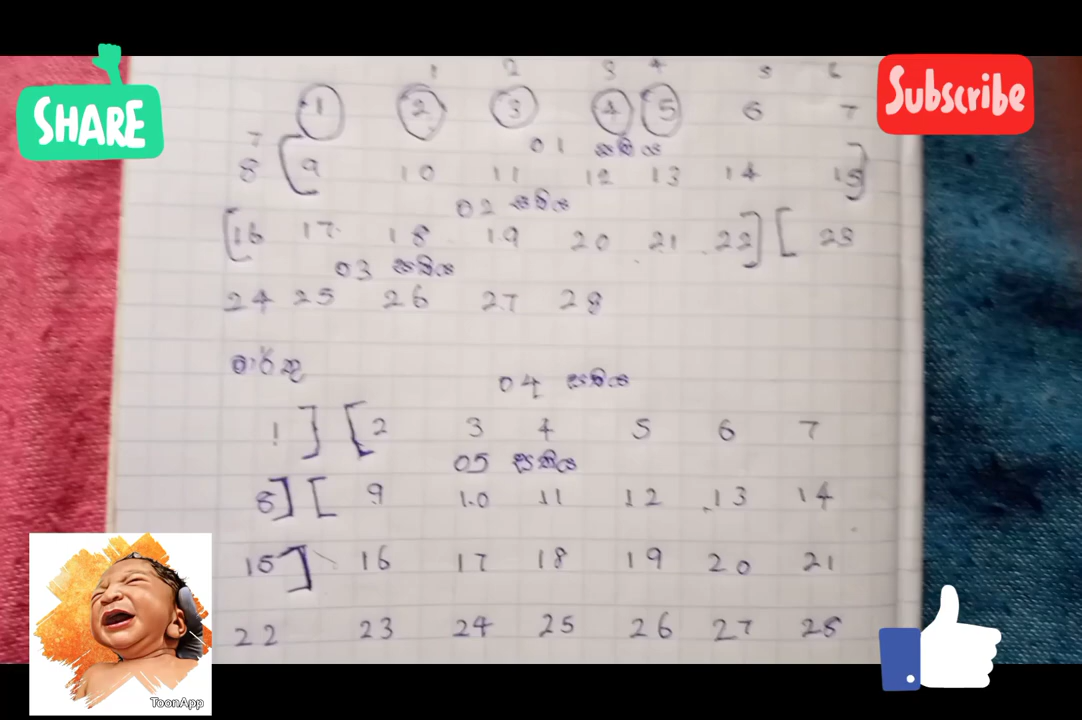 1 2 3 4 5 6
SHARE
Subscribe
1 2 3 4 5 6 7
7
01 සතිය
8 [ 9 10 11 12 13 14 15 ]
02 සතිය
[ 16 17 18 19 20 21 22 ] [ 23
03 සතිය
24 25 26 27 28
මාර්තු
04 සතිය
1 ] [ 2 3 4 5 6 7
05 සතිය
8 ] [ 9 10 11 12 13 14
15 ] 16 17 18 19 20 21
22 23 24 25 26 27 28
ToonApp